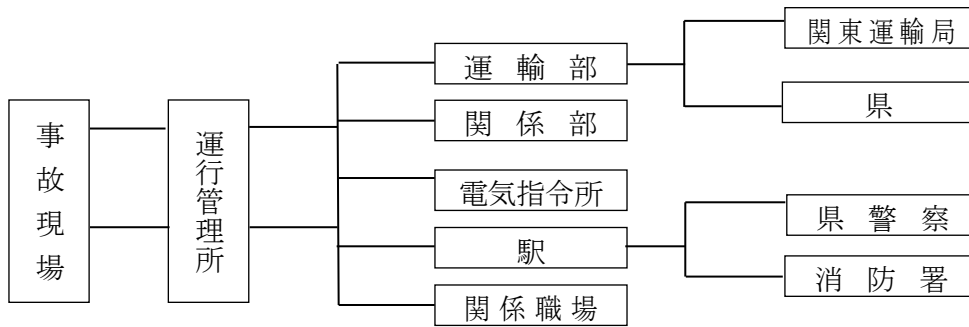 事故現場
運行管理所
運輸部
関係部
電気指令所
駅
関係職場
関東運輸局
県
県警察
消防署